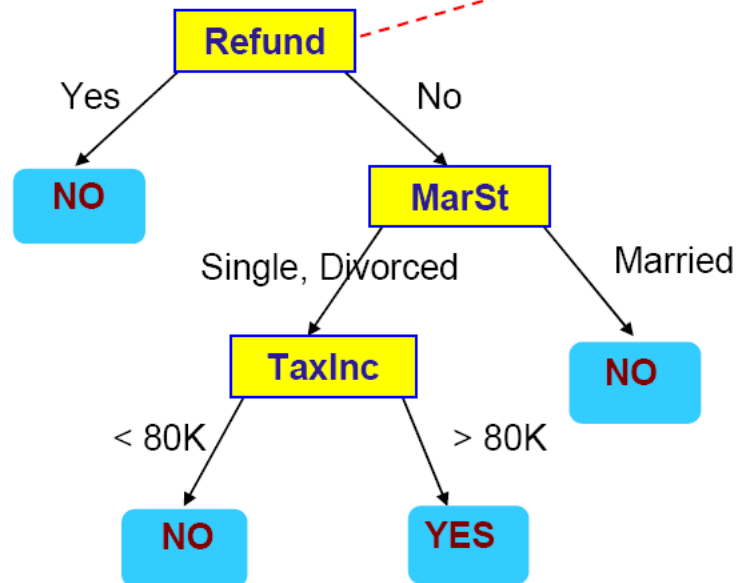 Refund
Yes
No
NO
MarSt
Single, Divorced
Married
TaxInc
NO
< 80K
> 80K
NO
YES